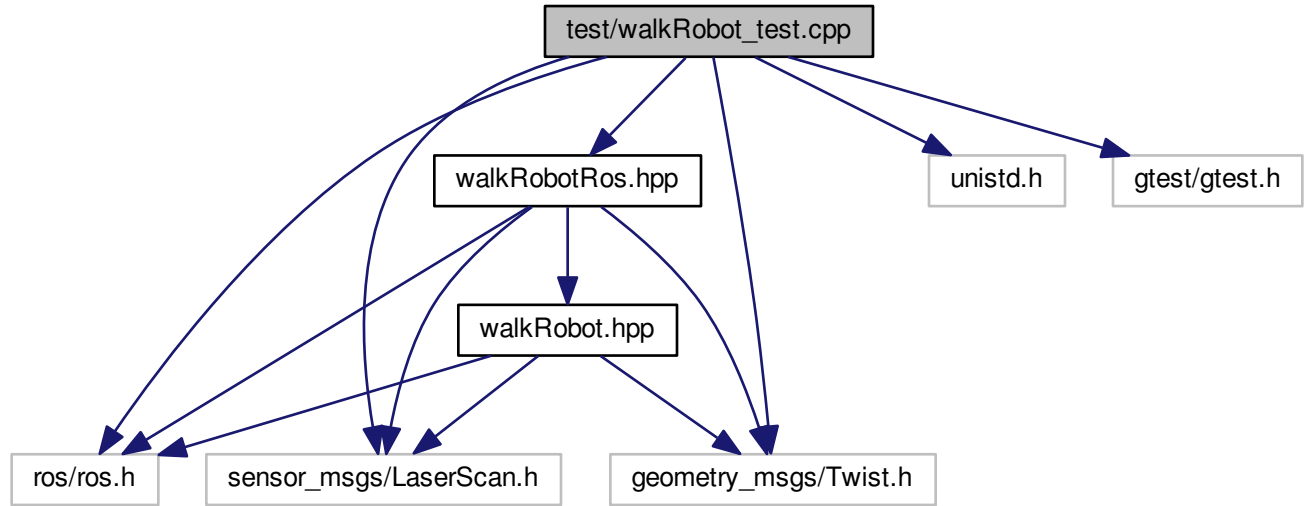 test/walkRobot_test.cpp
walkRobotRos.hpp
unistd.h
gtest/gtest.h
walkRobot.hpp
ros/ros.h
sensor_msgs/LaserScan.h
geometry_msgs/Twist.h